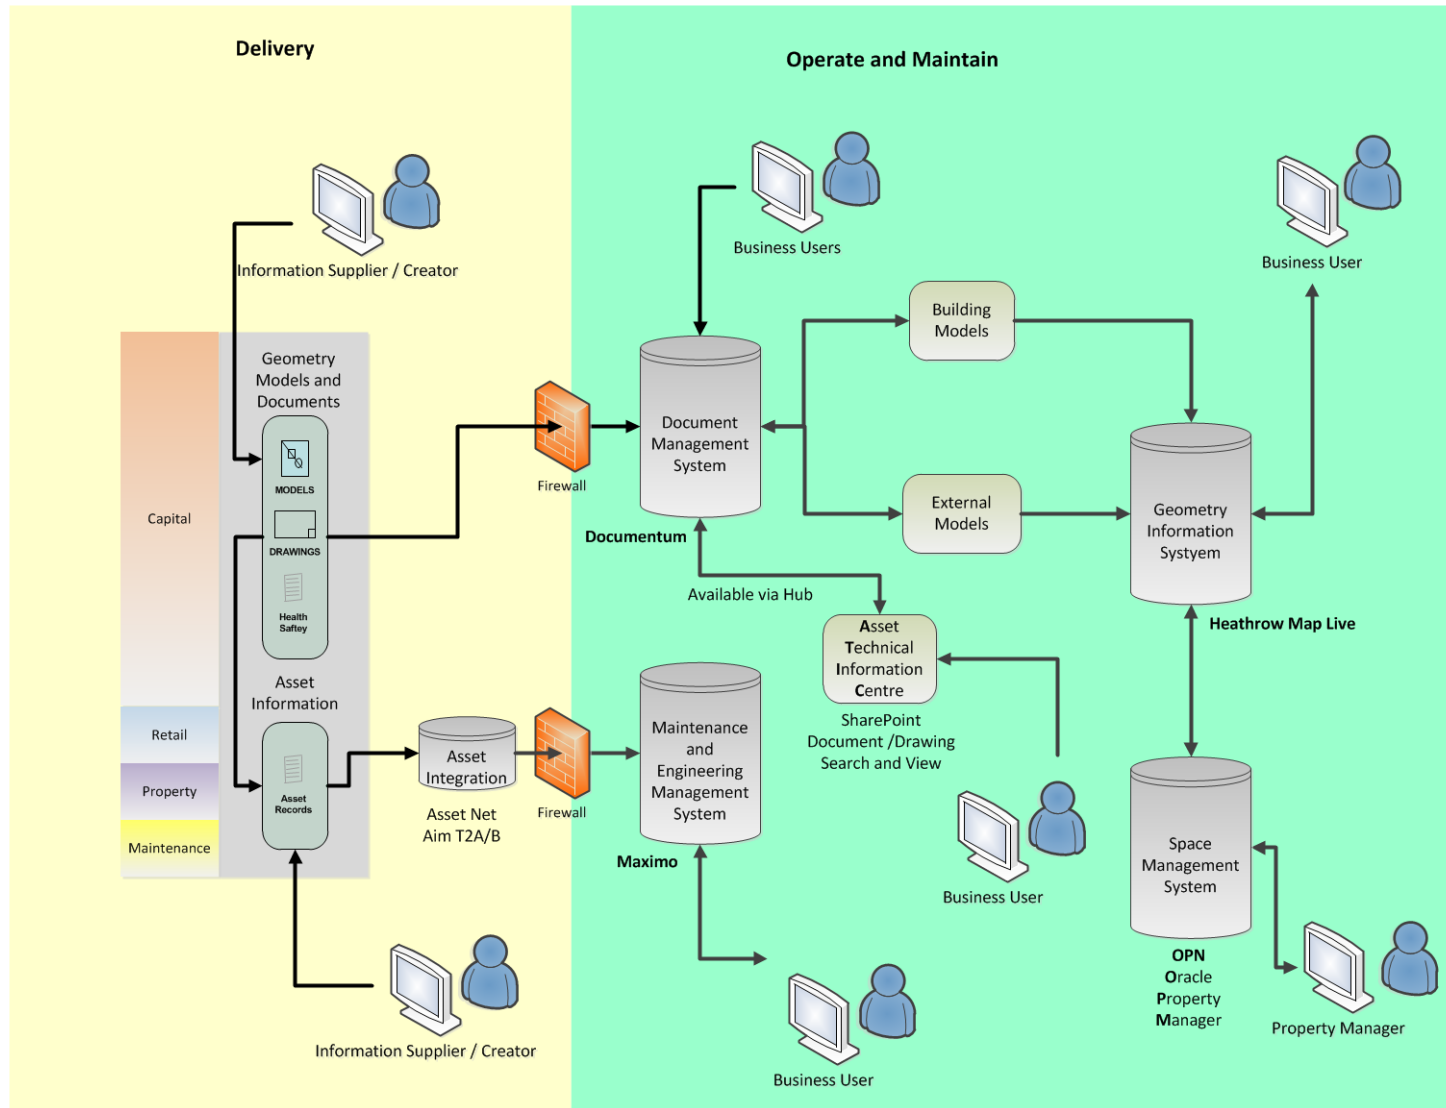 Delivery
Operate and Maintain
Information Supplier / Creator
Business Users
Business User
Geometry
Models and
Documents
MODELS
DRAWINGS
Health
Saftey
Capital
Retail
Property
Maintenance
Asset
Information
Asset
Records
Asset
Integration
Asset Net
Aim T2A/B
Firewall
Firewall
Document
Management
System
Documentum
Building
Models
External
Models
Geometry
Information
Systyem
Heathrow Map Live
Available via Hub
Asset
Technical
Information
Centre
SharePoint
Document /Drawing
Search and View
Maintenance
and
Engineering
Management
System
Maximo
Business User
Space
Management
System
OPN
Oracle
Property
Manager
Property Manager
Information Supplier / Creator
Business User